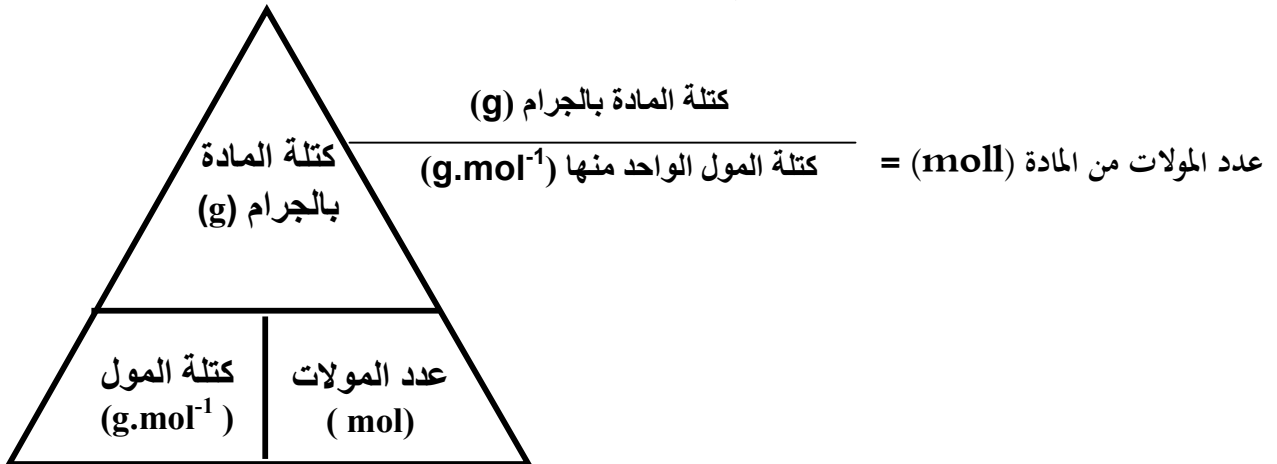 كتلة المادة بالجرام (g)
عدد المولات من المادة (moll) =
كتلة المول الواحد منها (g.mol-1)
كتلة المادة
بالجرام (g)
كتلة المول
(g.mol-1 )
عدد المولات
( mol)